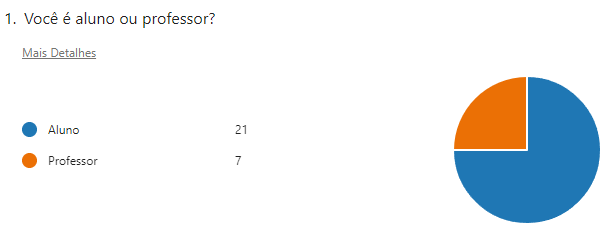 1. Você é aluno ou professor?
Mais Detalhes
Aluno 21
Professor 7